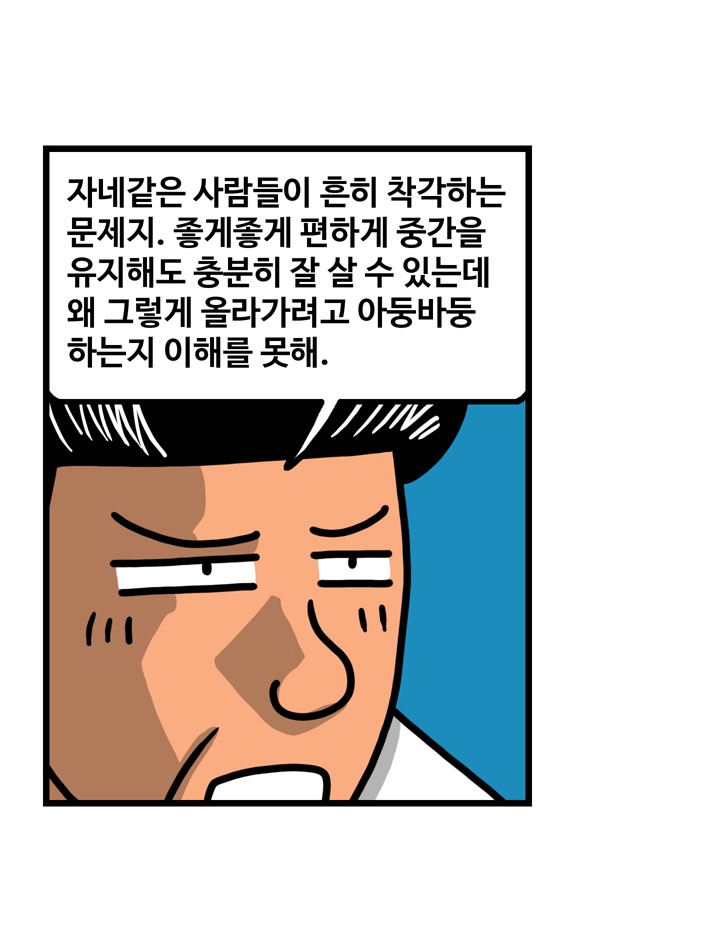 자네같은 사람들이 흔히 착각하는
문제지. 좋게좋게 편하게 중간을
유지해도 충분히 잘 살 수 있는데
왜 그렇게 올라가려고 아둥바둥
하는지 이해를 못해.